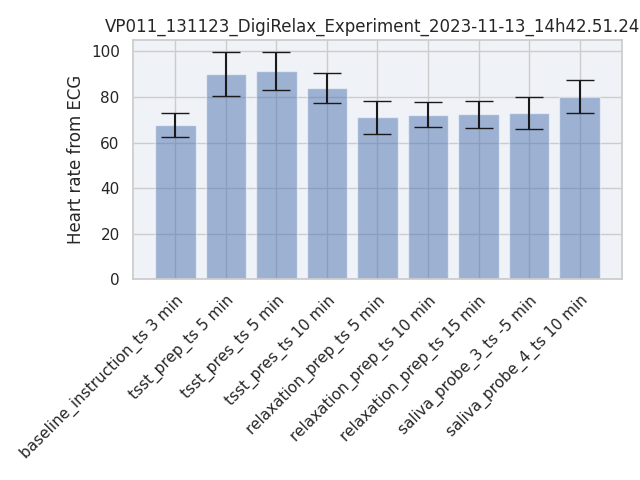 VP011_131123_DigiRelax_Experiment_2023-11-13_14h42.51.24
Heart rate from ECG
100
80
60
40
20
0
baseline_instruction_ts 3 min
tsst_prep_ts 5 min
tsst_pres_ts 5 min
tsst_pres_ts 10 min
relaxation_prep_ts 5 min
relaxation_prep_ts 10 min
relaxation_prep_ts 15 min
saliva_probe_3_ts -5 min
saliva_probe_4_ts 10 min